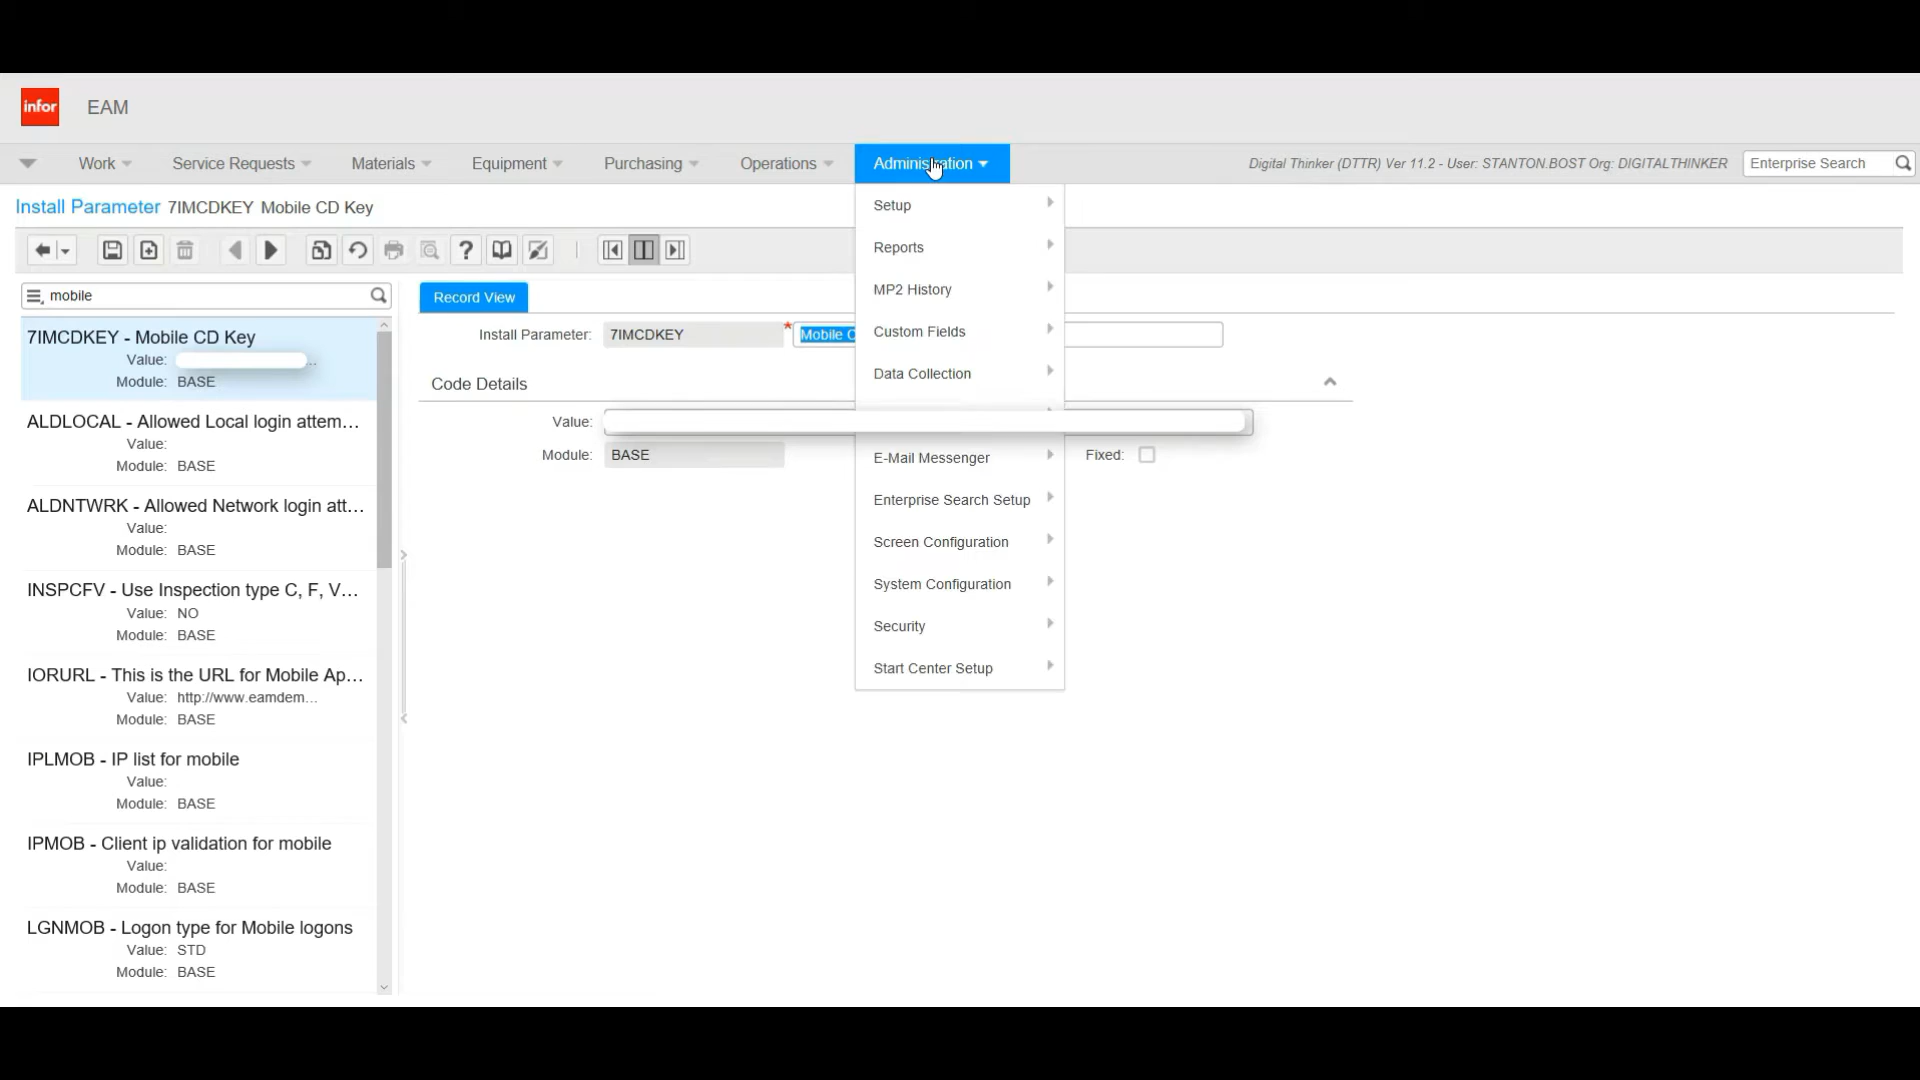 infor EAM
Work Service Requests Materials Equipment Purchasing Operations Administration Digital Thinker (DTTR) Ver 11.2 - User: STANTON.BOST Org: DIGITALTHINKER Enterprise Search
Install Parameter 7IMCDKEY Mobile CD Key
mobile
7IMCDKEY - Mobile CD Key
Value: ...
Module: BASE
ALDLOCAL - Allowed Local login attem...
Value:
Module: BASE
ALDNTWRK - Allowed Network login att...
Value:
Module: BASE
INSPCFV - Use Inspection type C, F, V...
Value: NO
Module: BASE
IORURL - This is the URL for Mobile Ap...
Value: http://www.eamdem...
Module: BASE
IPLMOB - IP list for mobile
Value:
Module: BASE
IPMOB - Client ip validation for mobile
Value:
Module: BASE
LGNMOB - Logon type for Mobile logons
Value: STD
Module: BASE
Record View
Install Parameter: 7IMCDKEY * Mobile C
Code Details
Value:
Module: BASE Fixed:
Setup
Reports
MP2 History
Custom Fields
Data Collection
E-Mail Messenger
Enterprise Search Setup
Screen Configuration
System Configuration
Security
Start Center Setup